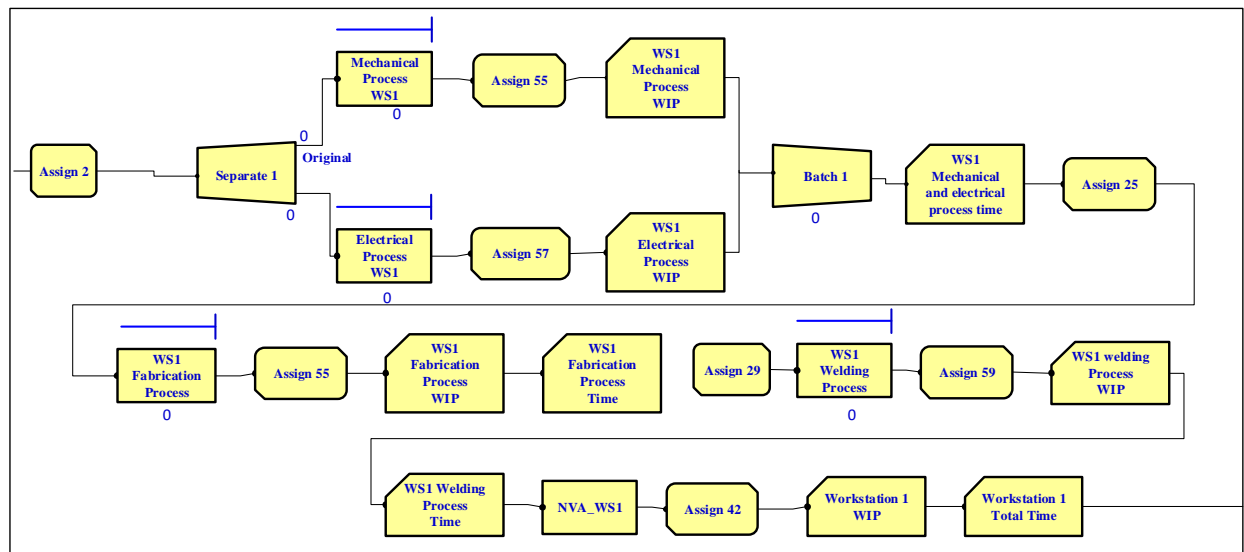 Mechanical
Process
WS1
0
Assign 55
WS1
Mechanical
Process
WIP
Assign 2
Separate 1
0
Original
0
Electrical
Process
WS1
0
Assign 57
WS1
Electrical
Process
WIP
Batch 1
0
WS1
Mechanical
and electrical
process time
Assign 25
WS1
Fabrication
Process
0
Assign 55
WS1
Fabrication
Process
WIP
WS1
Fabrication
Process
Time
Assign 29
WS1
Welding
Process
0
Assign 59
WS1 welding
Process
WIP
WS1 Welding
Process
Time
NVA_WS1
Assign 42
Workstation 1
WIP
Workstation 1
Total Time